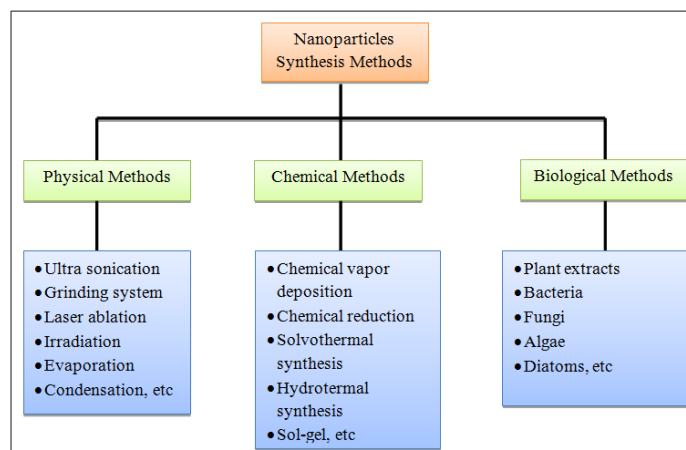 Nanoparticles
Synthesis Methods
Physical Methods
Chemical Methods
Biological Methods
•Ultra sonication
•Grinding system
•Laser ablation
•Irradiation
•Evaporation
•Condensation, etc
•Chemical vapor
deposition
•Chemical reduction
•Solvothermal
synthesis
•Hydrotermal
synthesis
•Sol-gel, etc
•Plant extracts
•Bacteria
•Fungi
•Algae
•Diatoms, etc